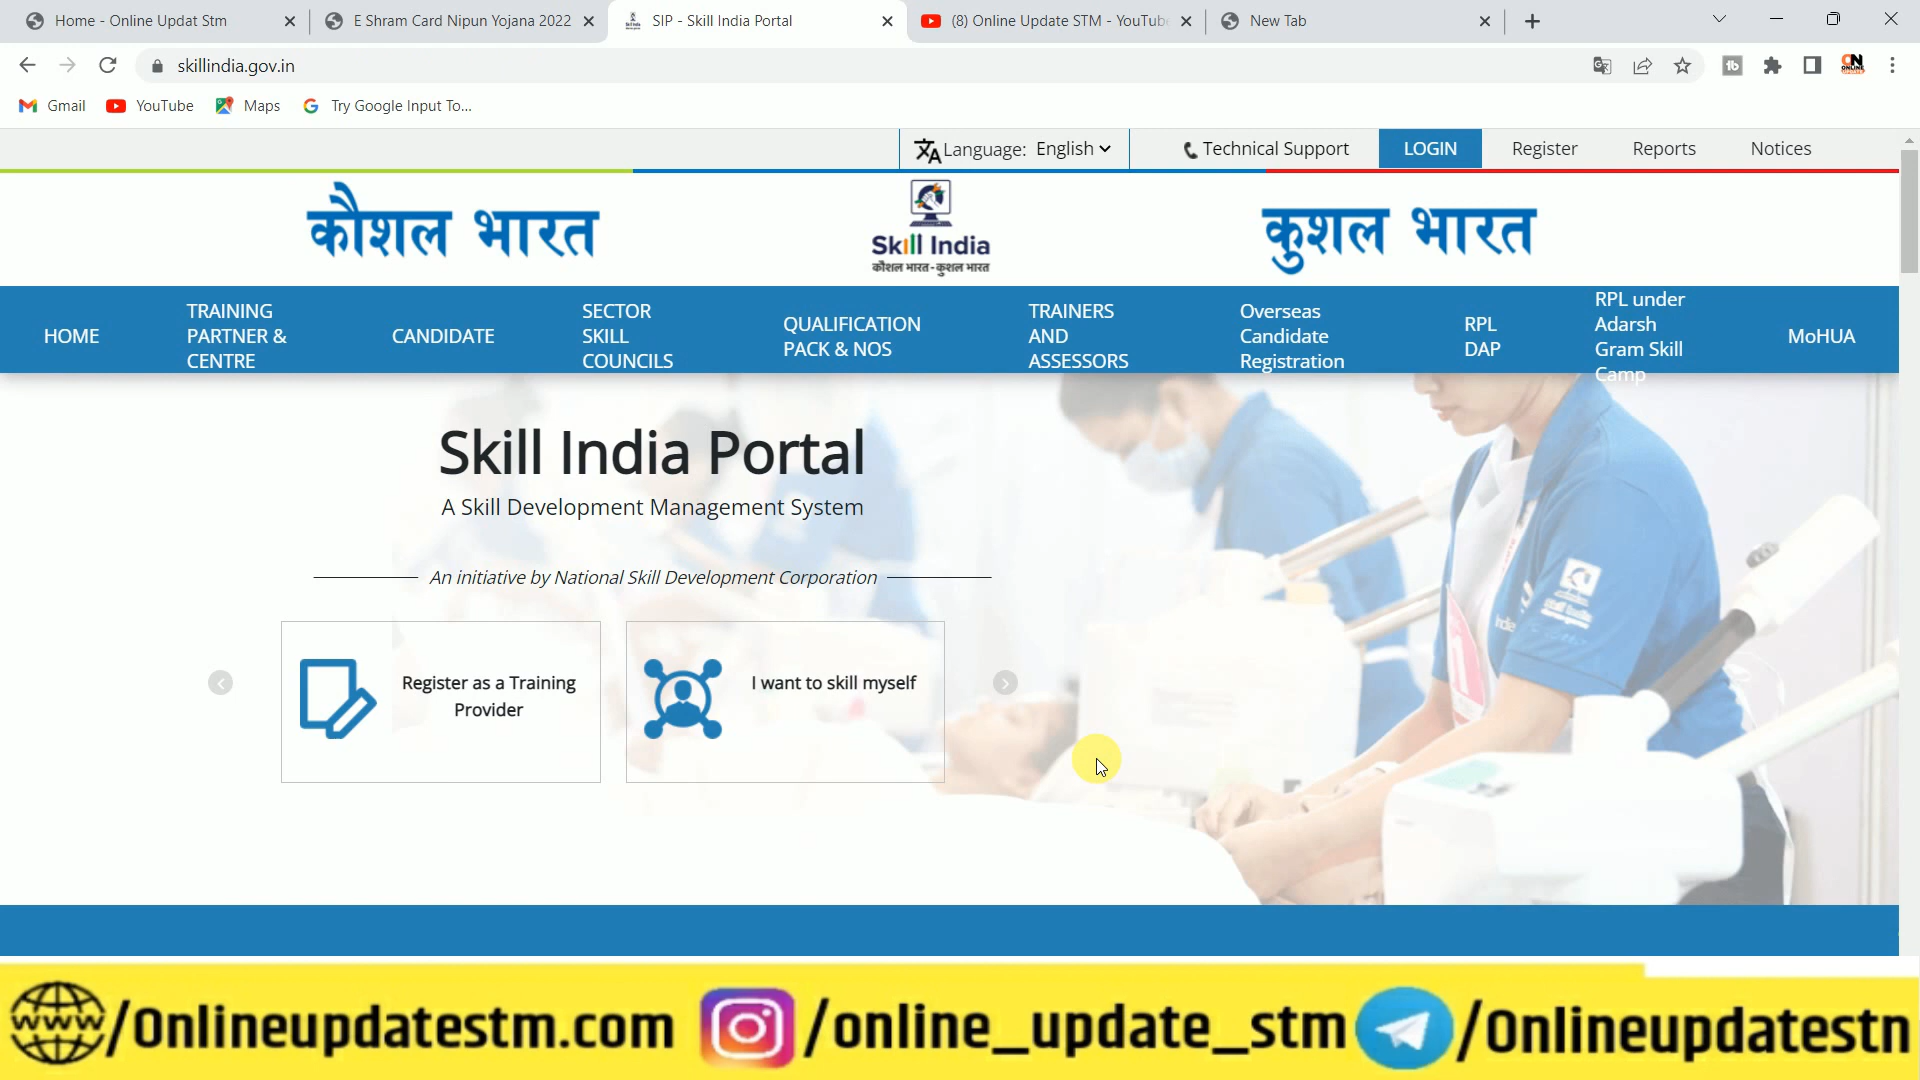 Home - Online Updat Stm
E Shram Card Nipun Yojana 2022
SIP - Skill India Portal
(8) Online Update STM - YouTube
New Tab
skillindia.gov.in
Gmail
YouTube
Maps
Try Google Input To...
Language: English
Technical Support
LOGIN
Register
Reports
Notices
कौशल भारत
Skill India
कौशल भारत-कुशल भारत
कुशल भारत
HOME
TRAINING
PARTNER &
CENTRE
CANDIDATE
SECTOR
SKILL
COUNCILS
QUALIFICATION
PACK & NOS
TRAINERS
AND
ASSESSORS
Overseas
Candidate
Registration
RPL
DAP
RPL under
Adarsh
Gram Skill
Camp
MoHUA
Skill India Portal
A Skill Development Management System
An initiative by National Skill Development Corporation
Register as a Training
Provider
I want to skill myself
/Onlineupdatestm.com
/online_update_stm
/Onlineupdatestn